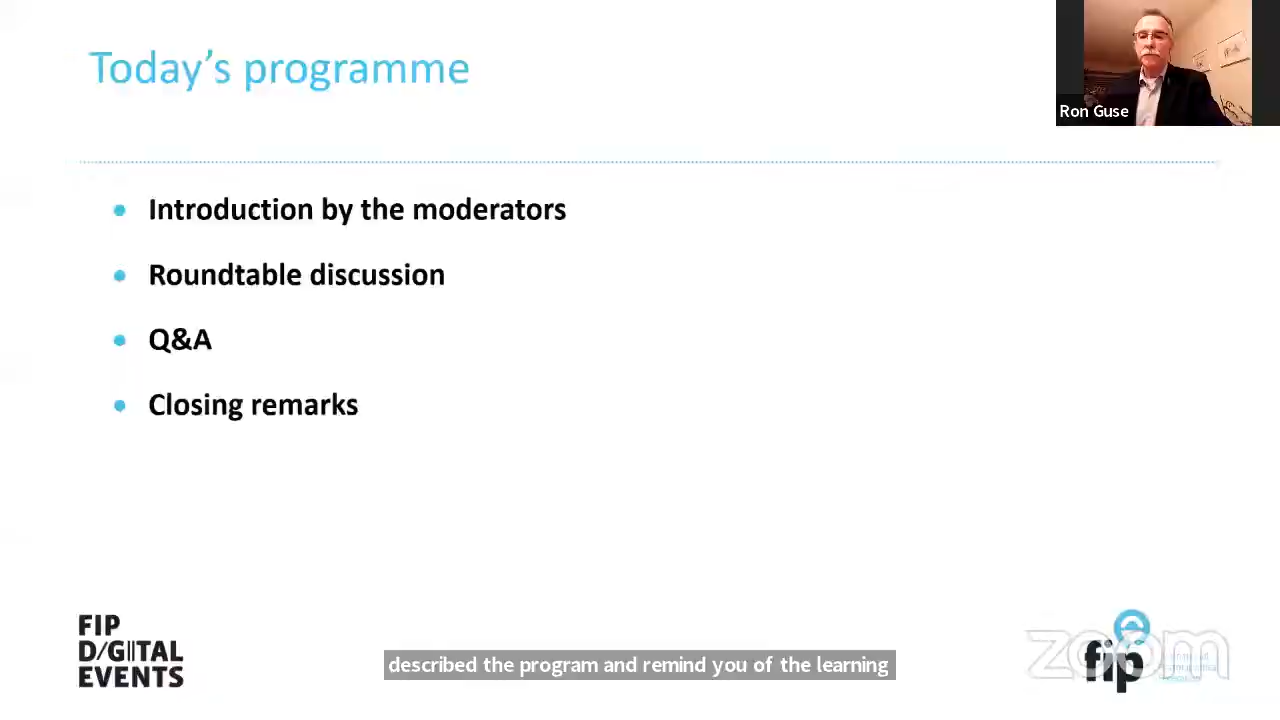 Today's programme
Ron Guse
Introduction by the moderators
Roundtable discussion
Q&A
Closing remarks
FIP
D/GITAL
EVENTS
described the program and remind you of the learning
zoom
fip